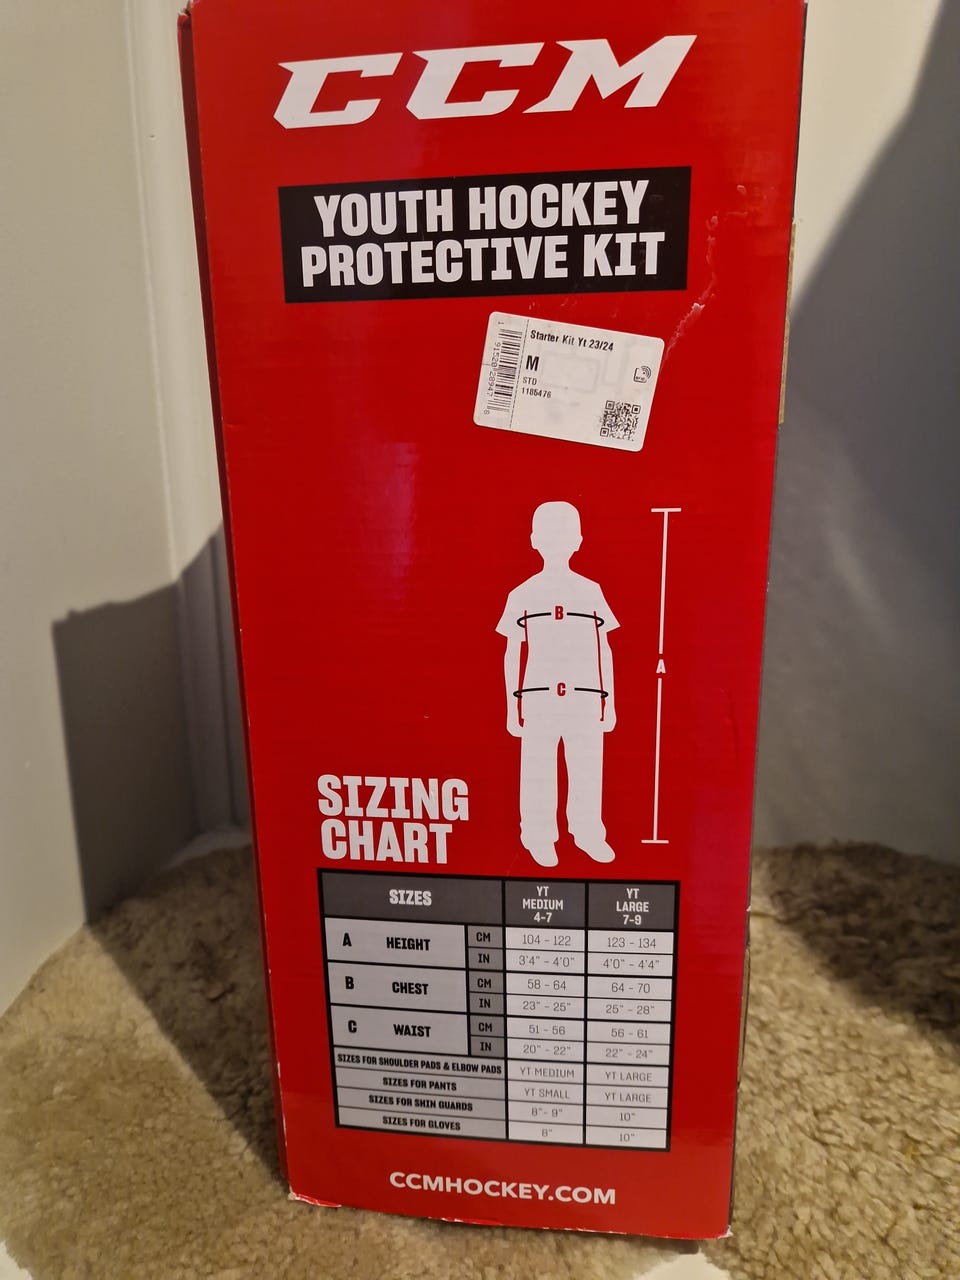 CCM
YOUTH HOCKEY
PROTECTIVE KIT
Starter Kit Yt 23/24
M
STD
1185476
B
A
C
SIZING
CHART
SIZES YT MEDIUM 4-7 YT LARGE 7-9
A HEIGHT CM 104 - 122 123 - 134
IN 3'4" - 4'0" 4'0" - 4'4"
B CHEST CM 58 - 64 64 - 70
IN 23" - 25" 25" - 28"
C WAIST CM 51 - 56 56 - 61
IN 20" - 22" 22" - 24"
SIZES FOR SHOULDER PADS & ELBOW PADS YT MEDIUM YT LARGE
SIZES FOR PANTS YT SMALL YT LARGE
SIZES FOR SHIN GUARDS 8"- 9" 10"
SIZES FOR GLOVES 8" 10"
CCMHOCKEY.COM